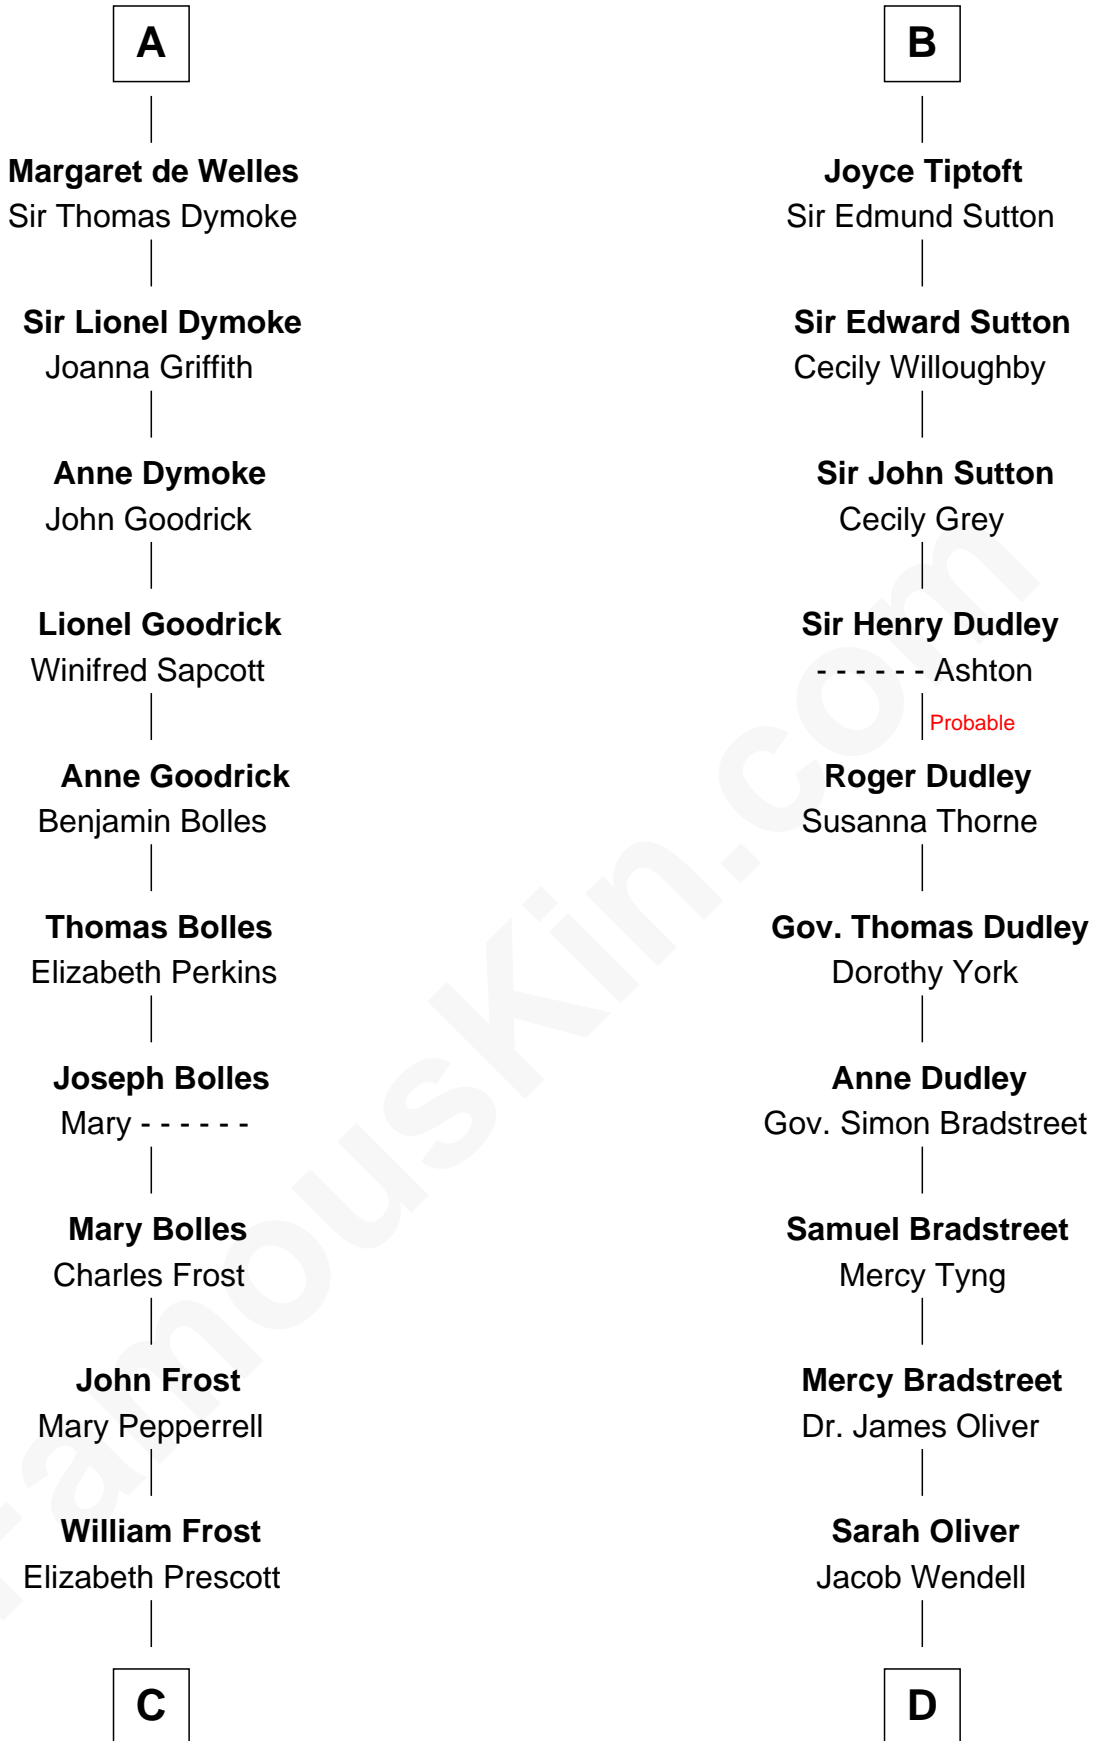 A
Margaret de Welles
Sir Thomas Dymoke
Sir Lionel Dymoke
Joanna Griffith
Anne Dymoke
John Goodrick
Lionel Goodrick
Winifred Sapcott
Anne Goodrick
Benjamin Bolles
Thomas Bolles
Elizabeth Perkins
Joseph Bolles
Mary - - - - - -
Mary Bolles
Charles Frost
John Frost
Mary Pepperrell
William Frost
Elizabeth Prescott
C
B
Joyce Tiptoft
Sir Edmund Sutton
Sir Edward Sutton
Cecily Willoughby
Sir John Sutton
Cecily Grey
Sir Henry Dudley
- - - - - - Ashton
Probable
Roger Dudley
Susanna Thorne
Gov. Thomas Dudley
Dorothy York
Anne Dudley
Gov. Simon Bradstreet
Samuel Bradstreet
Mercy Tyng
Mercy Bradstreet
Dr. James Oliver
Sarah Oliver
Jacob Wendell
D
FamousKin.com